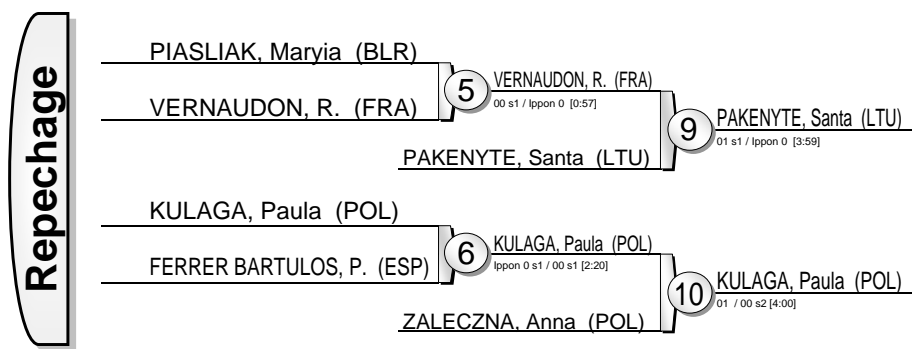 Repechage
PIASLIAK, Maryia (BLR)
VERNAUDON, R. (FRA)
5
VERNAUDON, R. (FRA)
00 s1 / Ippon 0 [0:57]
PAKENYTE, Santa (LTU)
9
PAKENYTE, Santa (LTU)
01 s1 / Ippon 0 [3:59]
KULAGA, Paula (POL)
FERRER BARTULOS, P. (ESP)
6
KULAGA, Paula (POL)
Ippon 0 s1 / 00 s1 [2:20]
ZALECZNA, Anna (POL)
10
KULAGA, Paula (POL)
01 / 00 s2 [4:00]